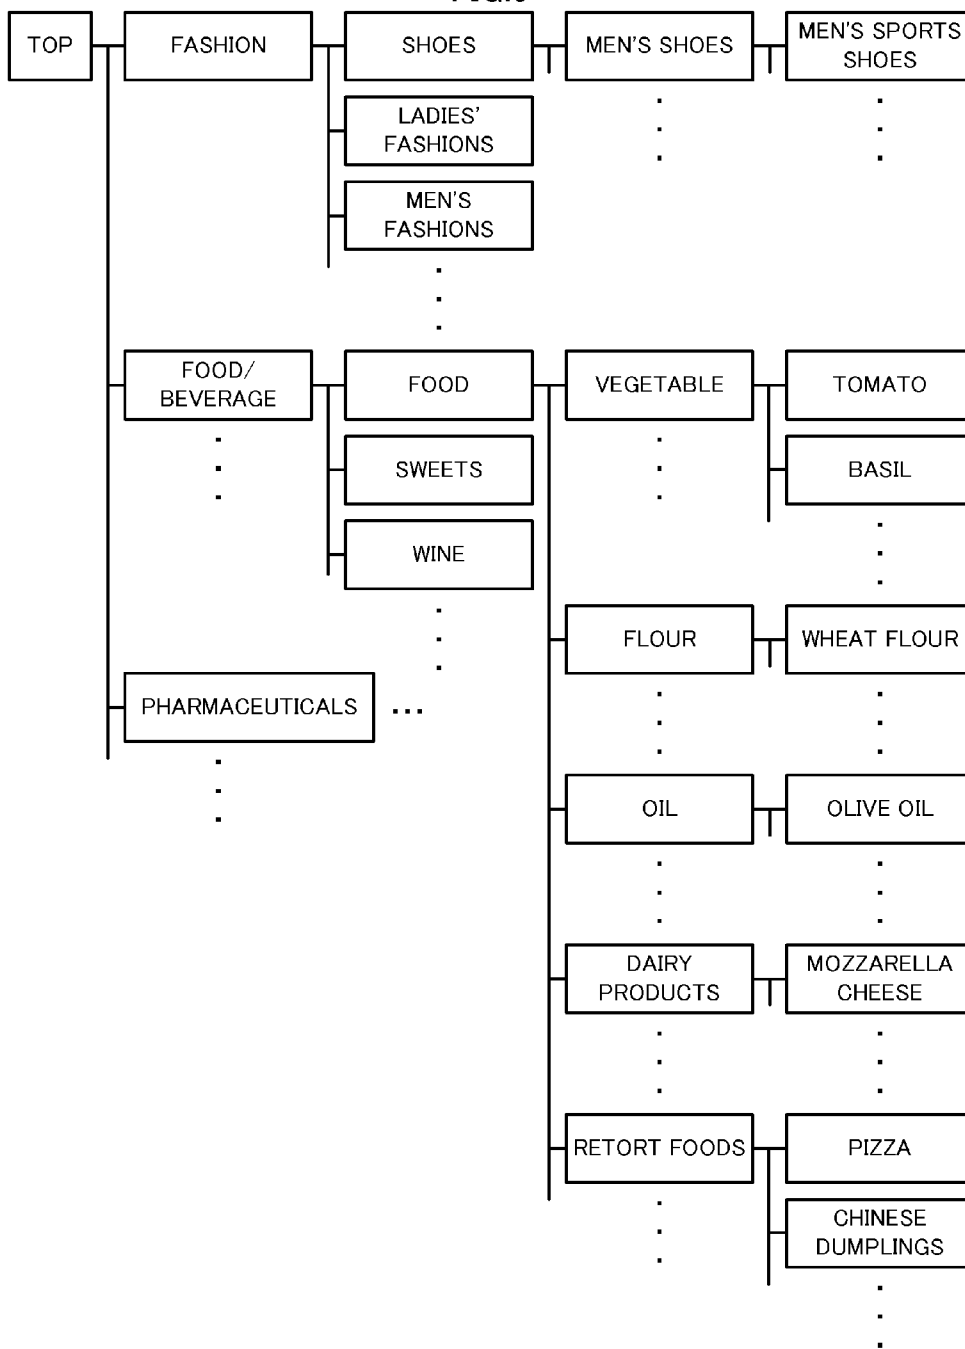 TOP
FASHION
SHOES
MEN'S SHOES
MEN'S SPORTS
SHOES
LADIES'
FASHIONS
MEN'S
FASHIONS
FOOD/
BEVERAGE
FOOD
VEGETABLE
TOMATO
SWEETS
BASIL
WINE
FLOUR
WHEAT FLOUR
PHARMACEUTICALS
...
OIL
OLIVE OIL
DAIRY
PRODUCTS
MOZZARELLA
CHEESE
RETORT FOODS
PIZZA
CHINESE
DUMPLINGS